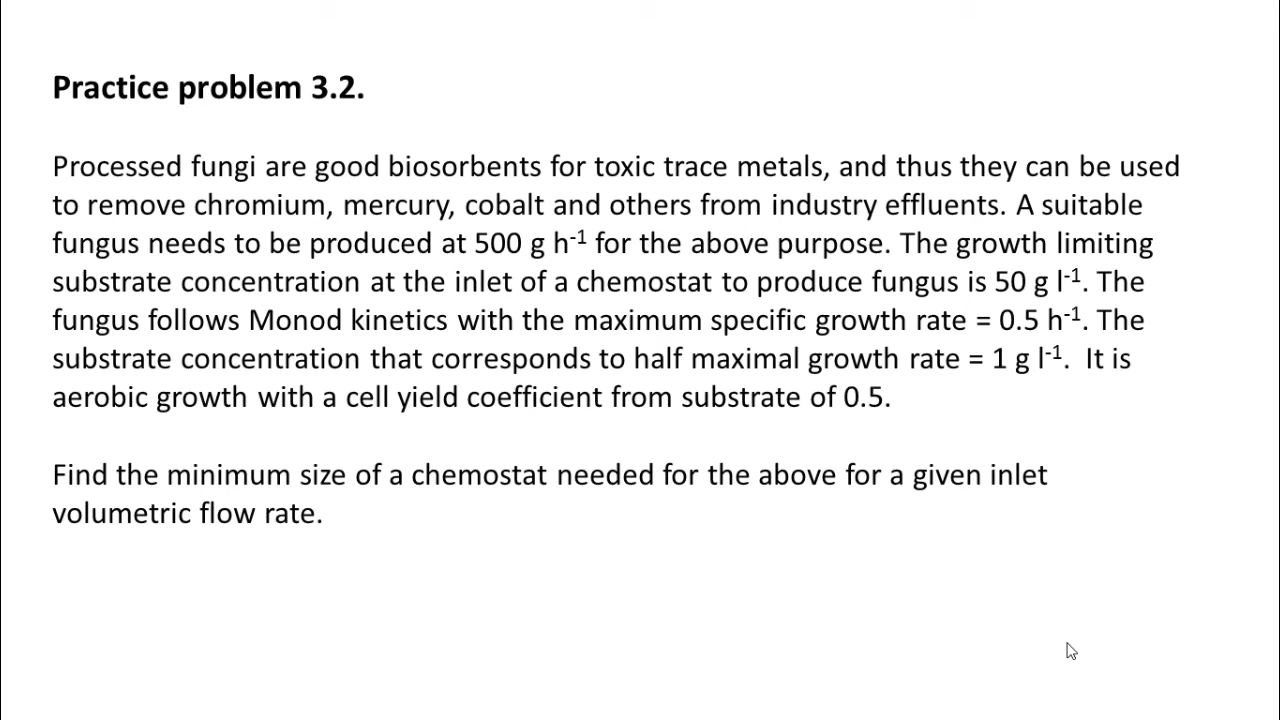 Practice problem 3.2.
Processed fungi are good biosorbents for toxic trace metals, and thus they can be used
to remove chromium, mercury, cobalt and others from industry effluents. A suitable
fungus needs to be produced at 500 g h⁻¹ for the above purpose. The growth limiting
substrate concentration at the inlet of a chemostat to produce fungus is 50 g l⁻¹. The
fungus follows Monod kinetics with the maximum specific growth rate = 0.5 h⁻¹. The
substrate concentration that corresponds to half maximal growth rate = 1 g l⁻¹. It is
aerobic growth with a cell yield coefficient from substrate of 0.5.
Find the minimum size of a chemostat needed for the above for a given inlet
volumetric flow rate.